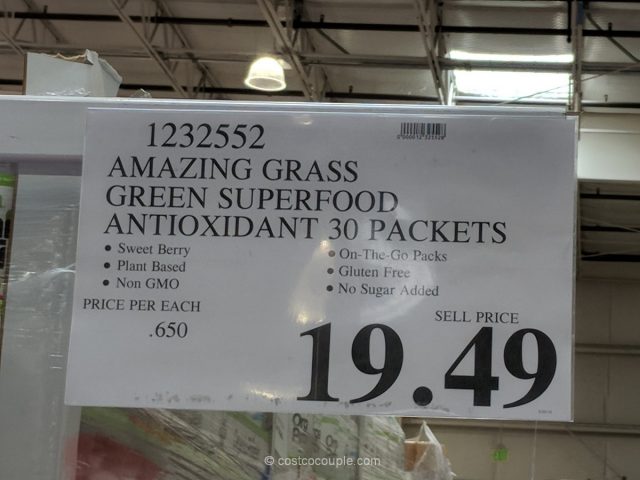 1232552
AMAZING GRASS
GREEN SUPERFOOD
ANTIOXIDANT 30 PACKETS
• Sweet Berry
• Plant Based
• Non GMO
• On-The-Go Packs
• Gluten Free
• No Sugar Added
PRICE PER EACH
.650
SELL PRICE
19.49
© costcocouple.com